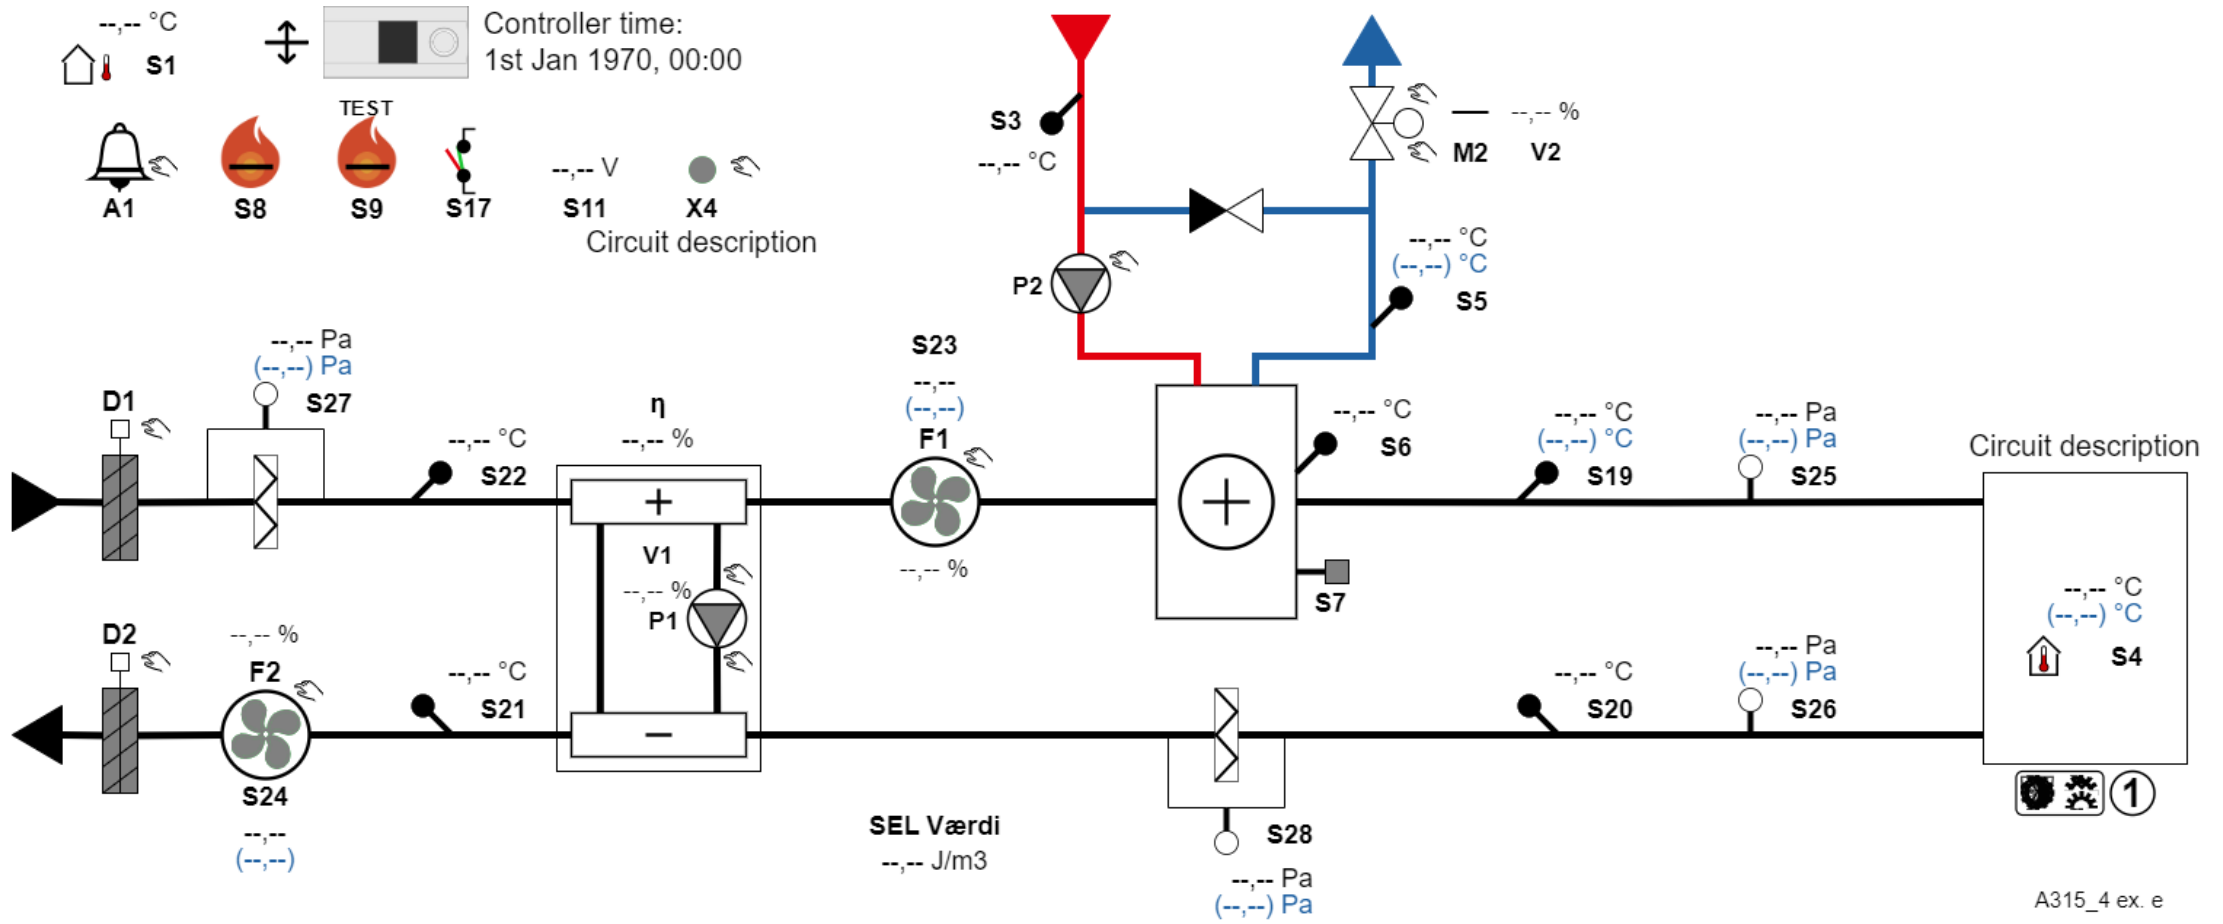 --,-- °C
S1
Controller time:
1st Jan 1970, 00:00
A1
S8
TEST
S9
S17
--,-- V
S11
X4
Circuit description
S3
--,-- °C
P2
--,-- %
M2
V2
--,-- °C
(--,--) °C
S5
D1
--,-- Pa
(--,--) Pa
S27
--,-- °C
S22
η
--,-- %
V1
--,-- %
P1
S23
--,--
(--,--)
F1
--,-- %
--,-- °C
S6
S7
--,-- °C
(--,--) °C
S19
--,-- Pa
(--,--) Pa
S25
Circuit description
--,-- °C
(--,--) °C
S4
D2
--,-- %
F2
S24
--,--
(--,--)
--,-- °C
S21
SEL Værdi
--,-- J/m3
S28
--,-- Pa
(--,--) Pa
--,-- °C
S20
--,-- Pa
(--,--) Pa
S26
1
A315_4 ex. e